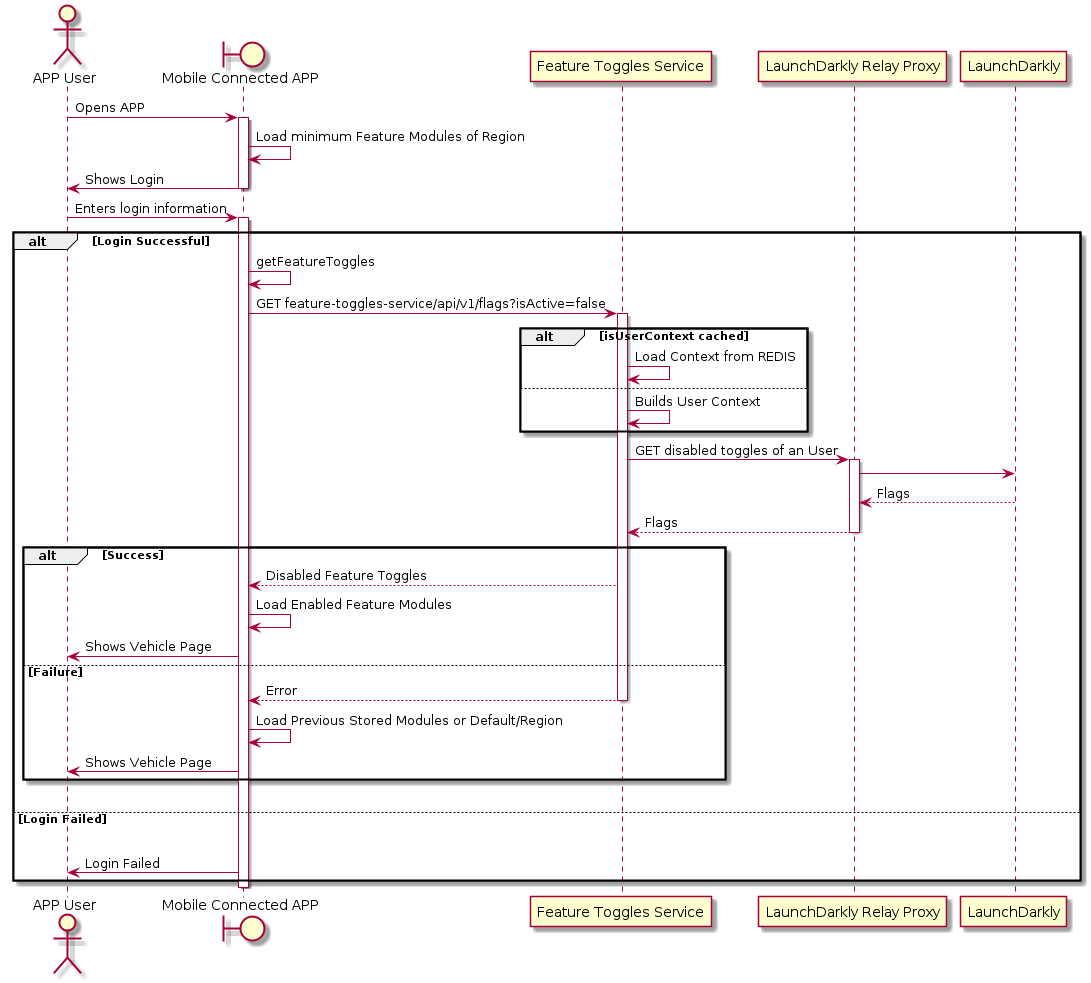 APP User
Mobile Connected APP
Feature Toggles Service
LaunchDarkly Relay Proxy
LaunchDarkly
Opens APP
Load minimum Feature Modules of Region
Shows Login
Enters login information
alt [Login Successful]
getFeatureToggles
GET feature-toggles-service/api/v1/flags?isActive=false
alt [isUserContext cached]
Load Context from REDIS
Builds User Context
GET disabled toggles of an User
Flags
Flags
alt [Success]
Disabled Feature Toggles
Load Enabled Feature Modules
Shows Vehicle Page
[Failure]
Error
Load Previous Stored Modules or Default/Region
Shows Vehicle Page
[Login Failed]
Login Failed
APP User
Mobile Connected APP
Feature Toggles Service
LaunchDarkly Relay Proxy
LaunchDarkly